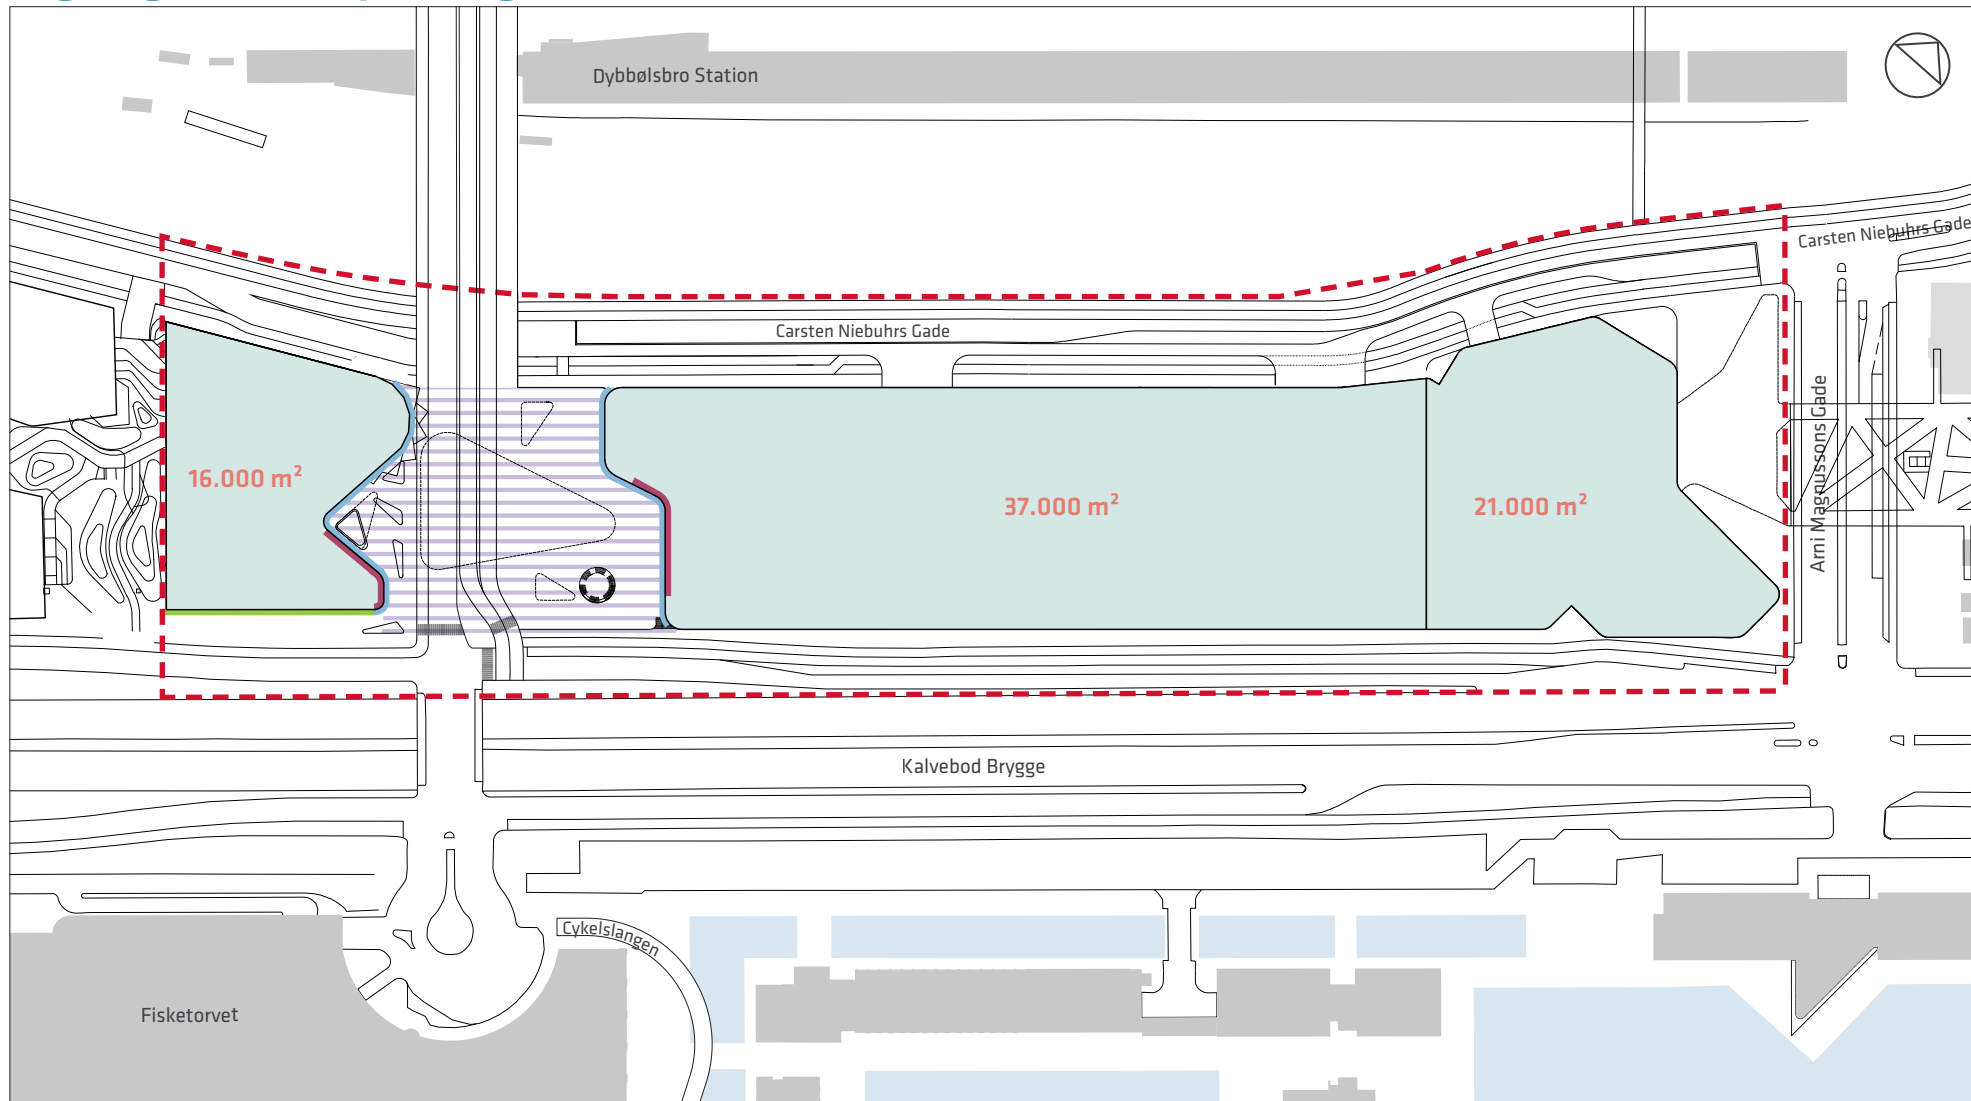 Dybbølsbro Station
Carsten Niebuhrs Gade
Carsten Niebuhrs Gade
Arni Magnussons Gade
16.000 m²
37.000 m²
21.000 m²
Kalvebod Brygge
Cykelslangen
Fisketorvet